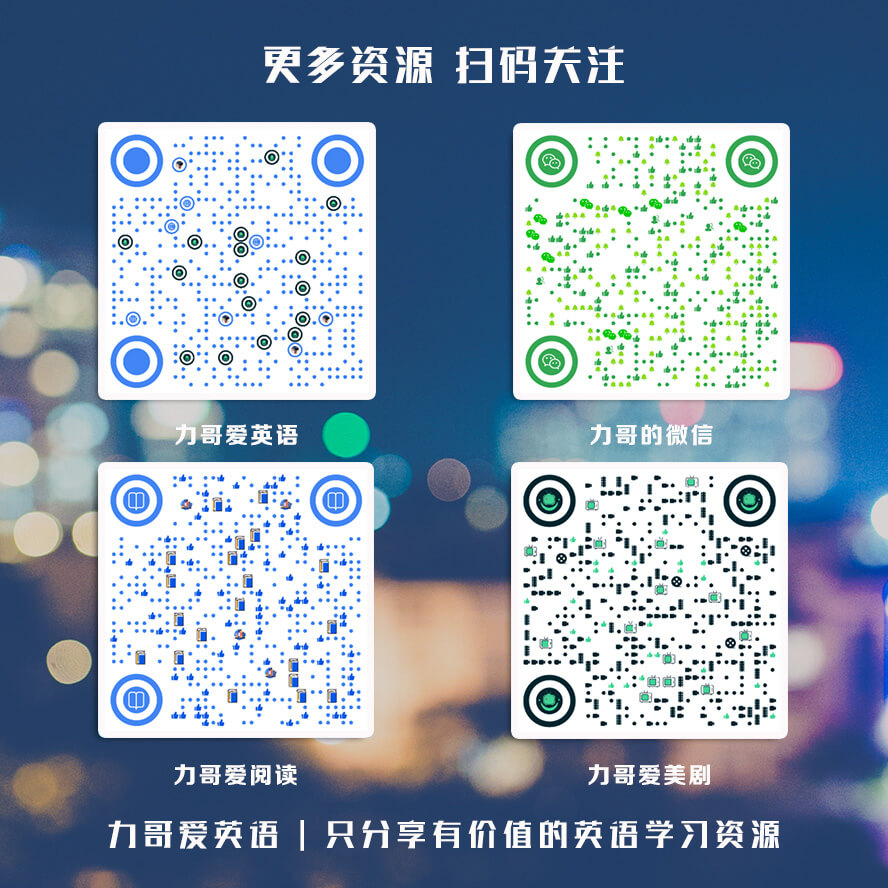 更多资源 扫码关注
力哥爱英语
力哥的微信
力哥爱阅读
力哥爱美剧
力哥爱英语 | 只分享有价值的英语学习资源